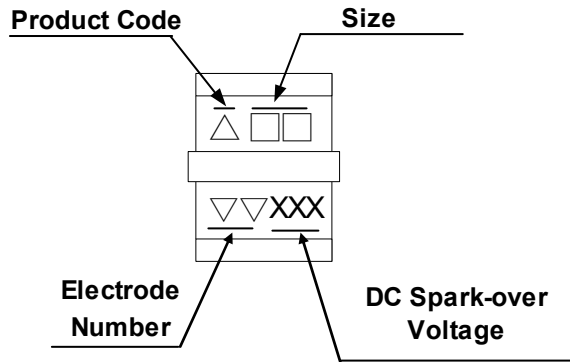 Product Code
Size
△ □□
▽▽XXX
Electrode
Number
DC Spark-over
Voltage